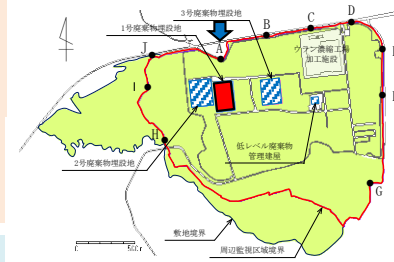 3号廃棄物埋設地
1号廃棄物埋設地
D
C
B
J
A
ウラン濃縮工場
加工施設
I
H
低レベル廃棄物
管理建屋
2号廃棄物埋設地
G
敷地境界
周辺監視区域境界
0
500m